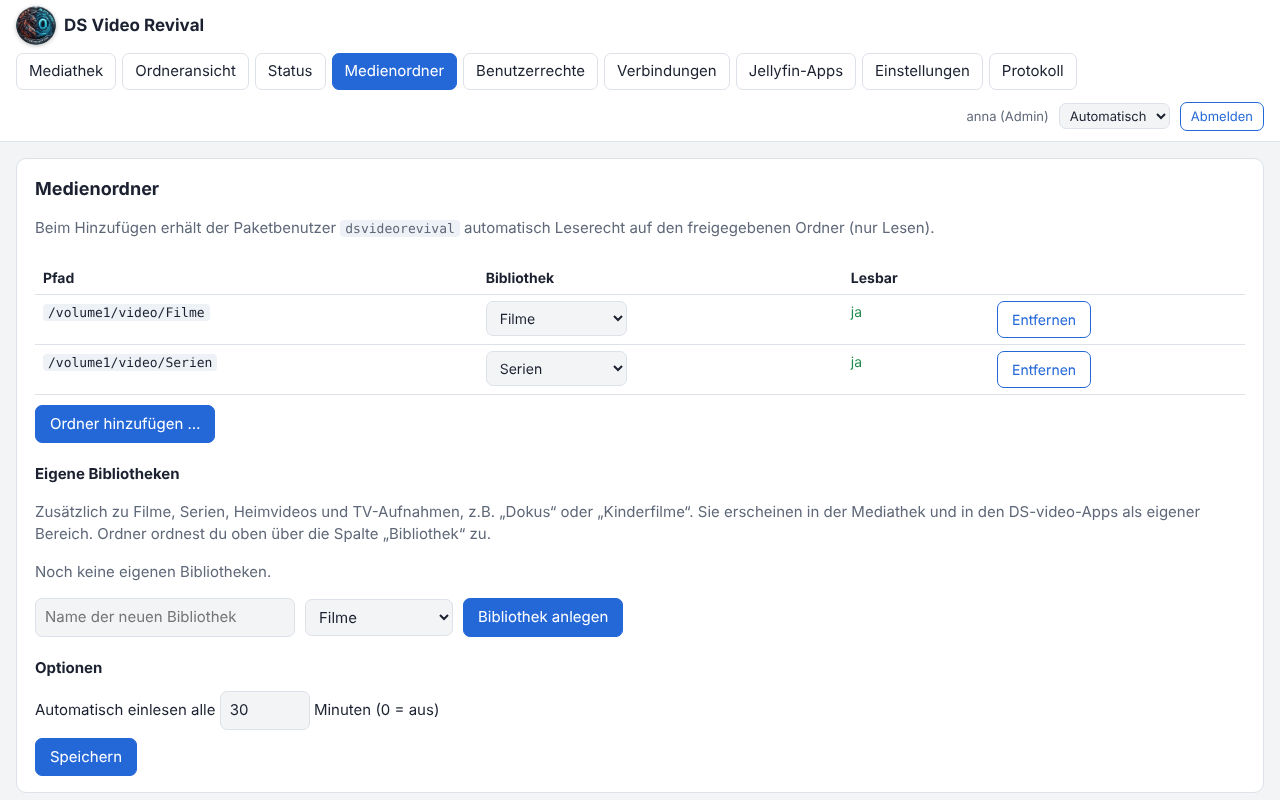 DS Video Revival
Mediathek Ordneransicht Status Medienordner Benutzerrechte Verbindungen Jellyfin-Apps Einstellungen Protokoll
anna (Admin) Automatisch Abmelden
Medienordner
Beim Hinzufügen erhält der Paketbenutzer dsvideorevival automatisch Leserecht auf den freigegebenen Ordner (nur Lesen).
Pfad Bibliothek Lesbar
/volume1/video/Filme Filme ja Entfernen
/volume1/video/Serien Serien ja Entfernen
Ordner hinzufügen ...
Eigene Bibliotheken
Zusätzlich zu Filme, Serien, Heimvideos und TV-Aufnahmen, z.B. „Dokus“ oder „Kinderfilme“. Sie erscheinen in der Mediathek und in den DS-video-Apps als eigener
Bereich. Ordner ordnest du oben über die Spalte „Bibliothek“ zu.
Noch keine eigenen Bibliotheken.
Name der neuen Bibliothek Filme Bibliothek anlegen
Optionen
Automatisch einlesen alle 30 Minuten (0 = aus)
Speichern